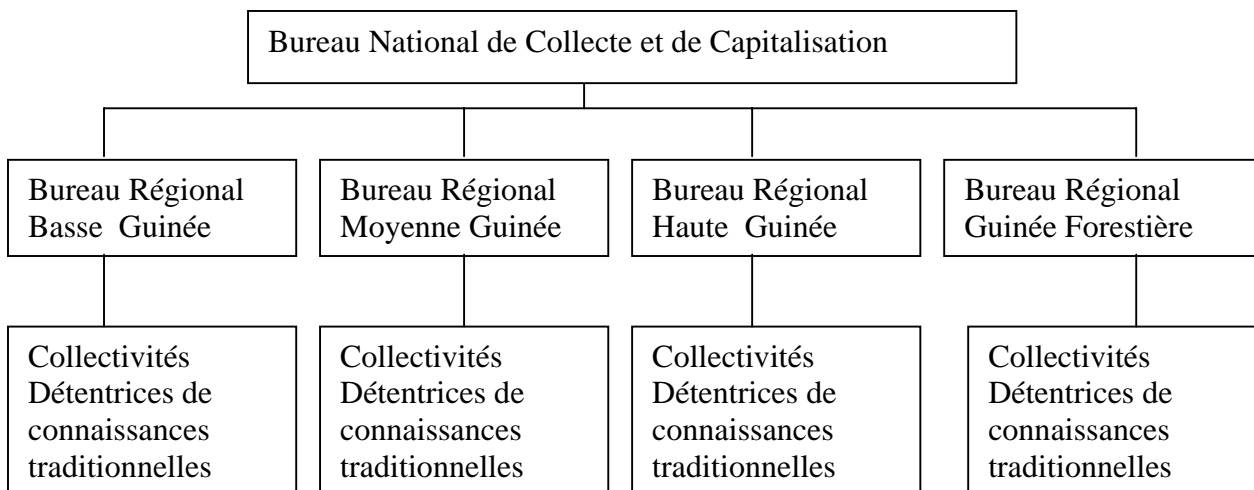 Bureau National de Collecte et de Capitalisation
Bureau Régional
Basse Guinée
Bureau Régional
Moyenne Guinée
Bureau Régional
Haute Guinée
Bureau Régional
Guinée Forestière
Collectivités
Détentrices de
connaissances
traditionnelles
Collectivités
Détentrices de
connaissances
traditionnelles
Collectivités
Détentrices de
connaissances
traditionnelles
Collectivités
Détentrices de
connaissances
traditionnelles